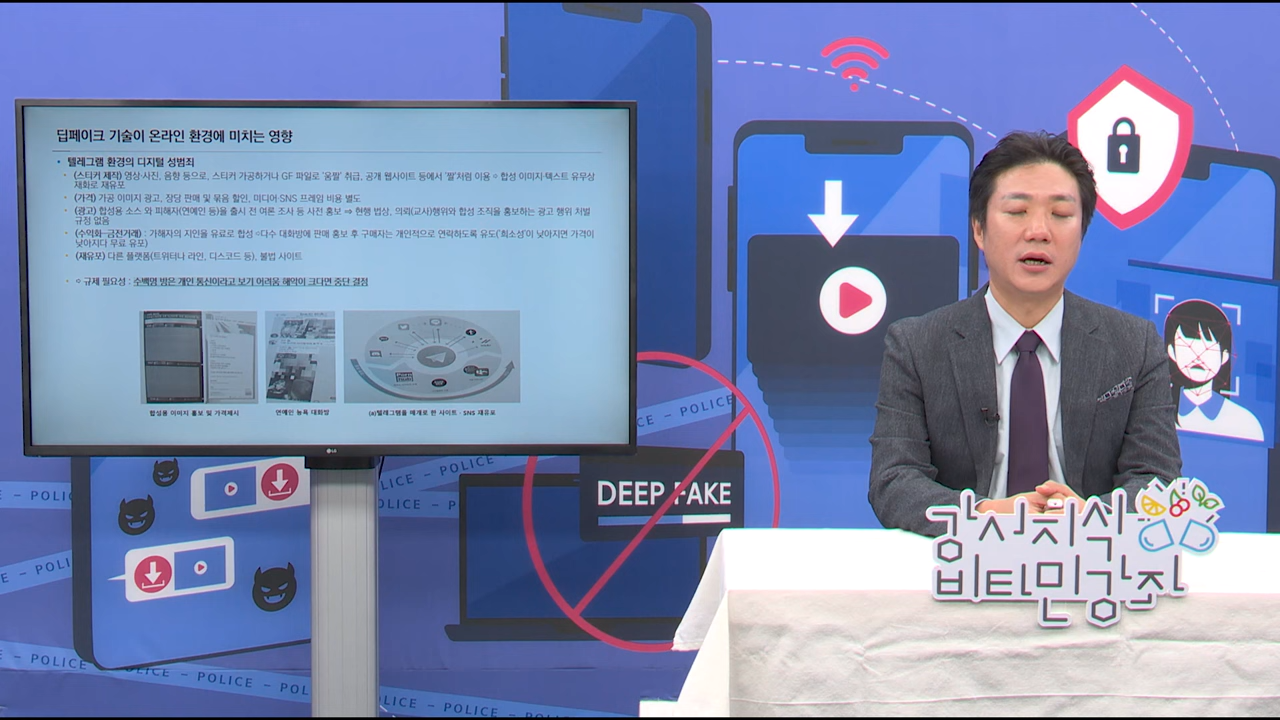 딥페이크 기술이 온라인 환경에 미치는 영향
• 텔레그램 환경의 디지털 성범죄
- (스티커 제작) 영상·사진, 음향 등으로, 스티커 가공하거나 GF 파일로 '움짤' 취급, 공개 웹사이트 등에서 '짤'처럼 이용 ○ 합성 이미지·텍스트 유무상
재화로 재유포
- (가격) 가공 이미지 광고, 장당 판매 및 묶음 할인, 미디어·SNS 프레임 비용 별도
- (광고) 합성용 소스 와 피해자(연예인 등)을 출시 전 여론 조사 등 사전 홍보 ⇒ 현행 법상, 의뢰(교사)행위와 합성 조직을 홍보하는 광고 행위 처벌
규정 없음
- (수익화–금전거래) : 가해자의 지인을 유료로 합성 ○다수 대화방에 판매 홍보 후 구매자는 개인적으로 연락하도록 유도('희소성'이 낮아지면 가격이
낮아지다 무료 유포)
- (재유포) 다른 플랫폼(트위터나 라인, 디스코드 등), 불법 사이트
- ○ 규제 필요성 : 수백명 방은 개인 통신이라고 보기 어려움 해악이 크다면 중단 결정
합성용 이미지 홍보 및 가격제시
연예인 능욕 대화방
텔레그램을 매개로 한 사이트 · SNS 재유포
LG
DEEP FAKE
POLICE
POLICE
POLICE
POLICE
POLICE
POLICE
POLICE
POLICE
강시지식
비타민강좌